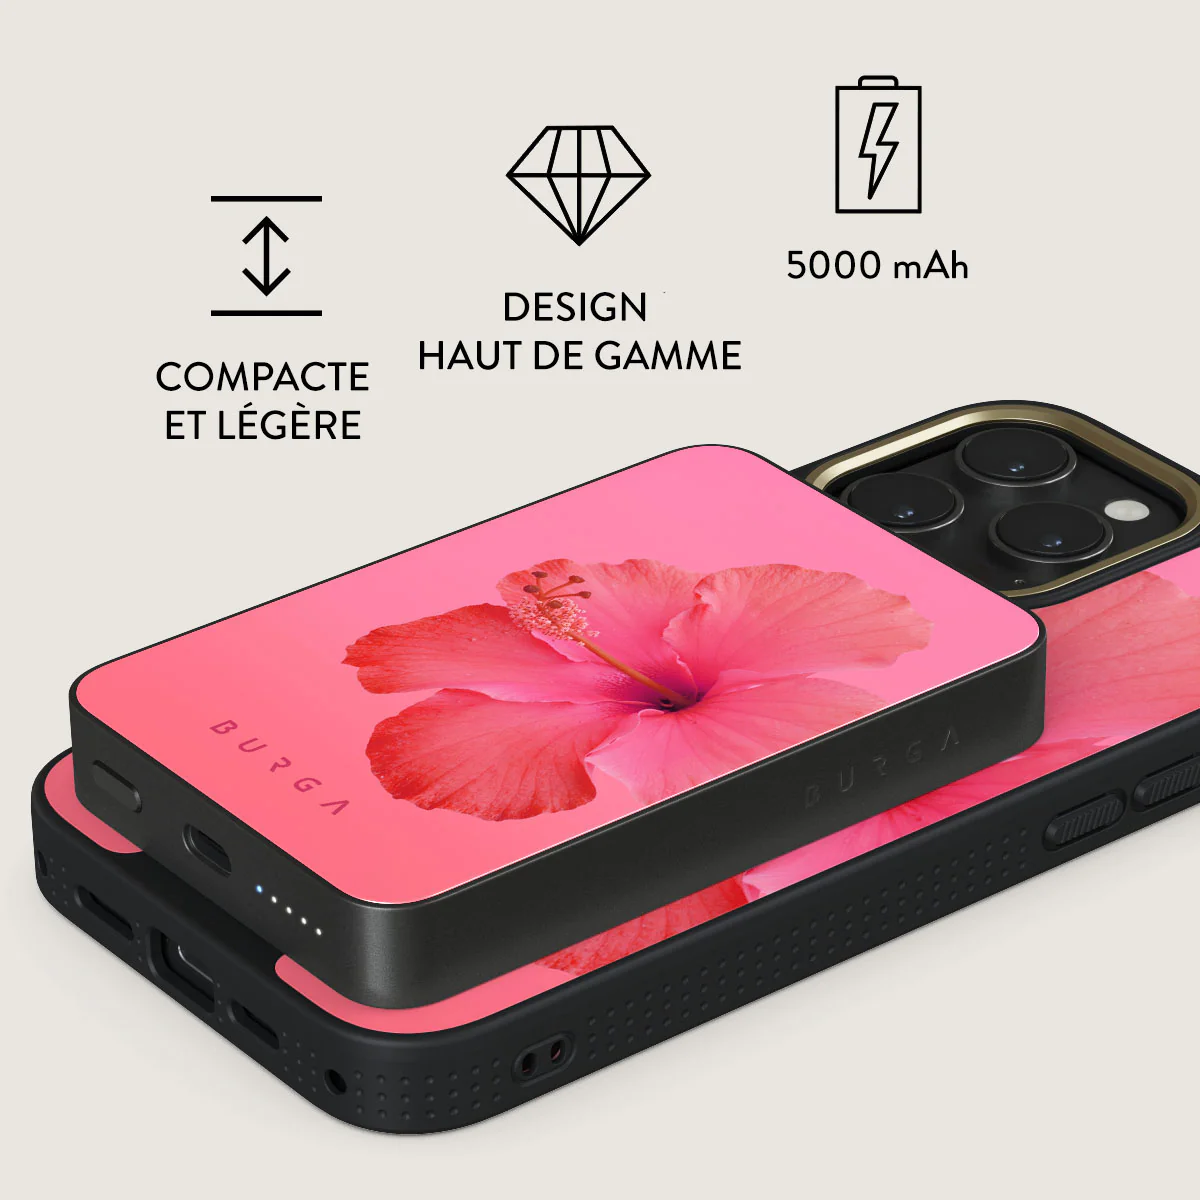 COMPACTE
ET LÉGÈRE
DESIGN
HAUT DE GAMME
5000 mAh
BURGA
BURGA